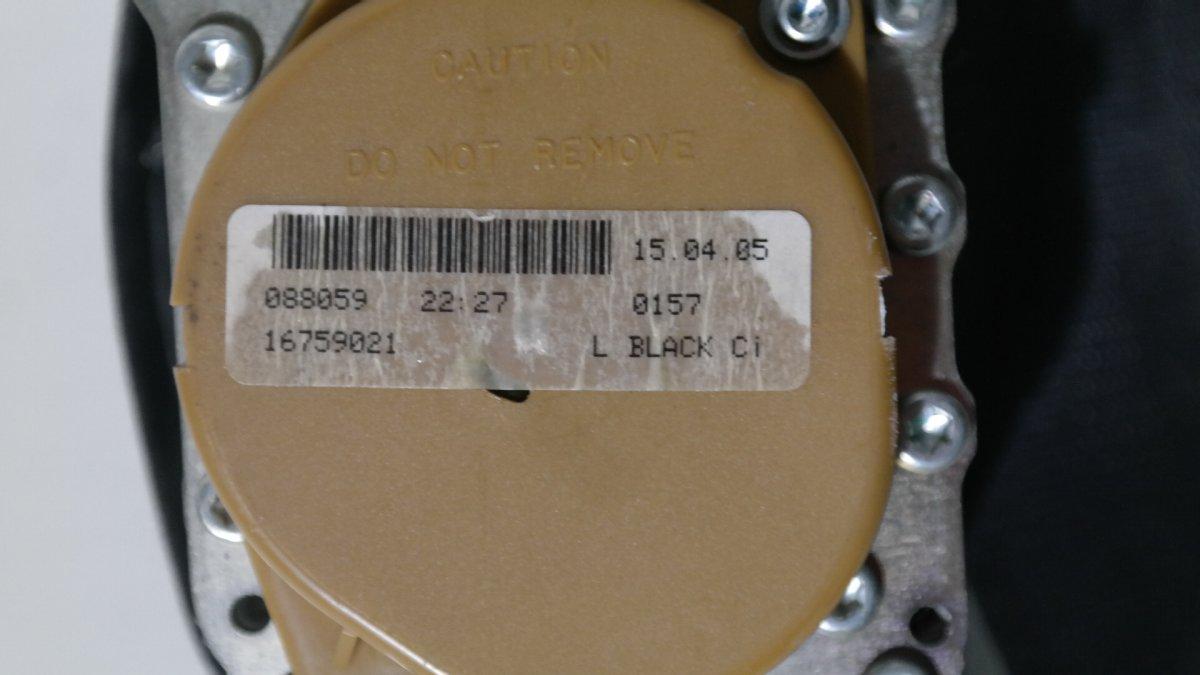 CAUTION
DO NOT REMOVE
15.04.05
088059 22:27 0157
16759021 L BLACK Ci